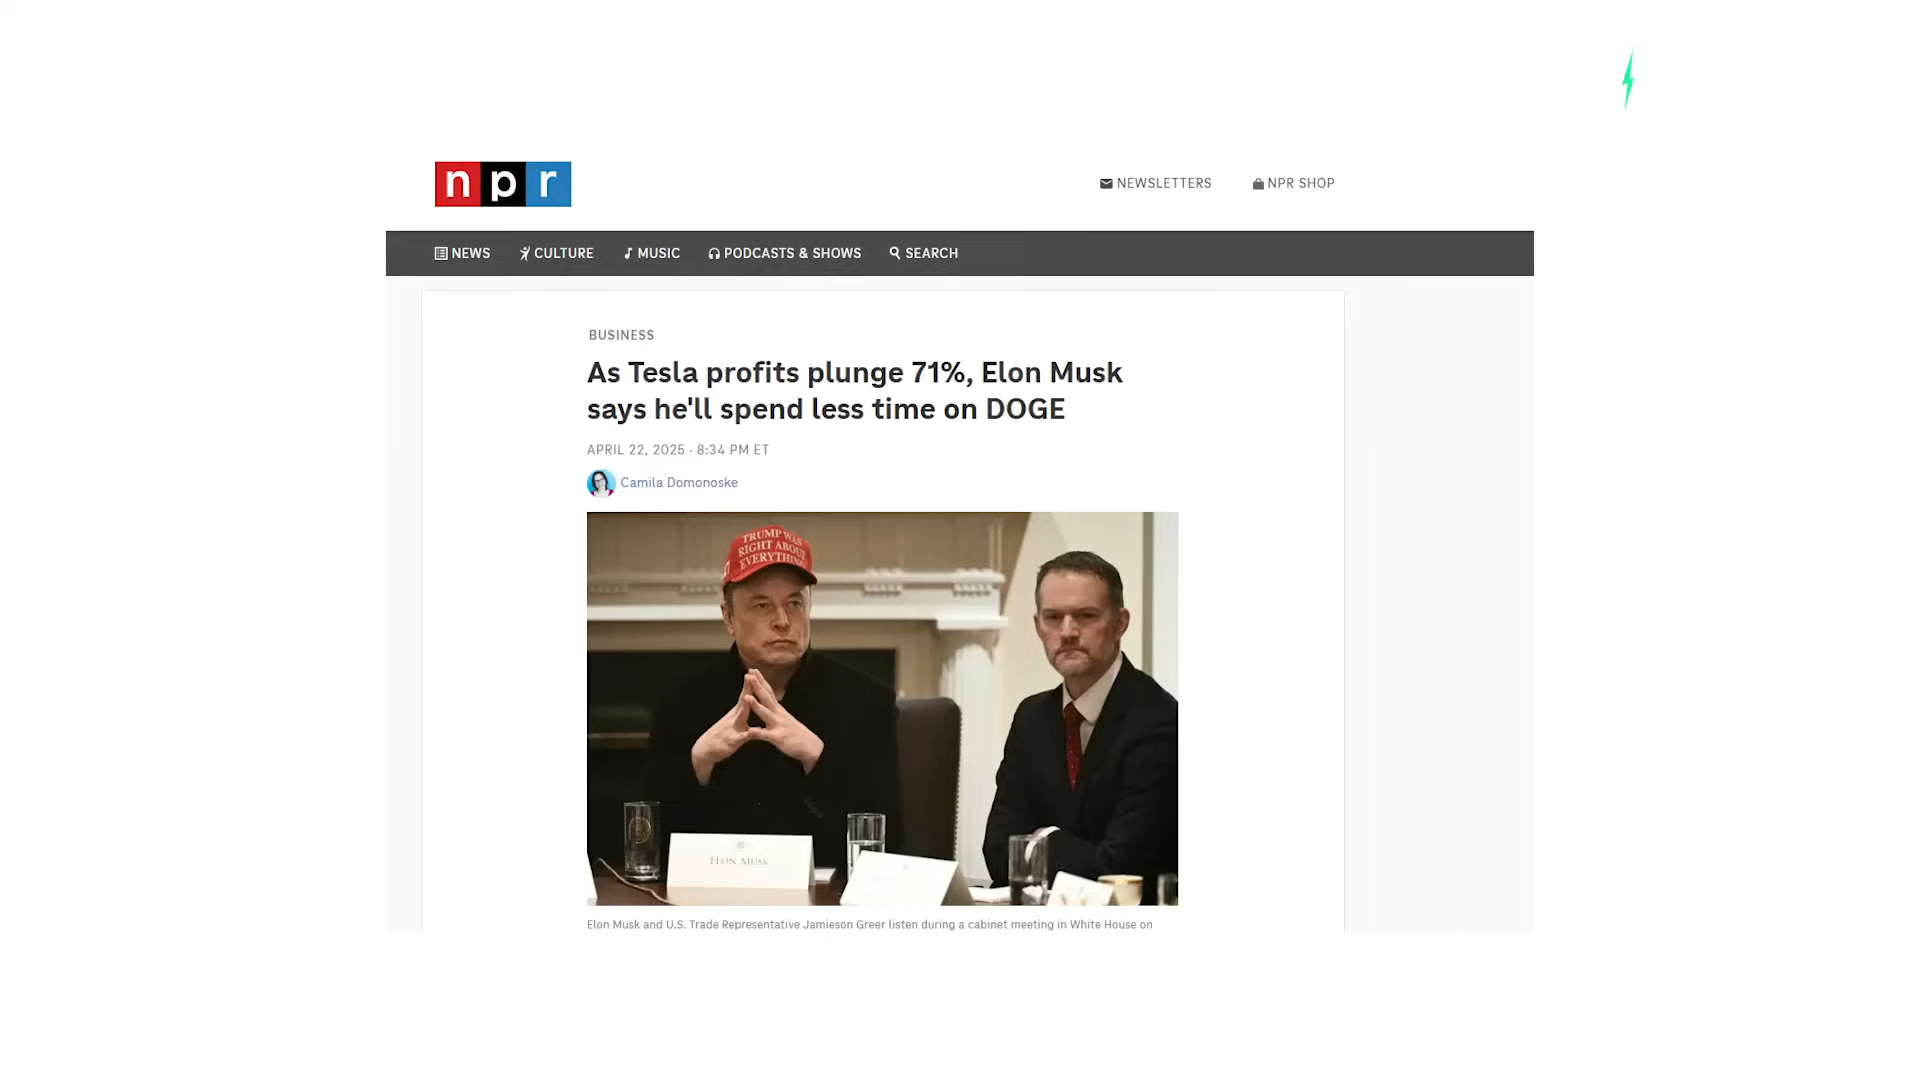 npr
NEWSLETTERS
NPR SHOP
NEWS
CULTURE
MUSIC
PODCASTS & SHOWS
SEARCH
BUSINESS
As Tesla profits plunge 71%, Elon Musk
says he'll spend less time on DOGE
APRIL 22, 2025 · 8:34 PM ET
Camila Domonoske
TRUMP WAS
RIGHT ABOUT
EVERYTHING
ELON MUSK
Elon Musk and U.S. Trade Representative Jamieson Greer listen during a cabinet meeting in White House on